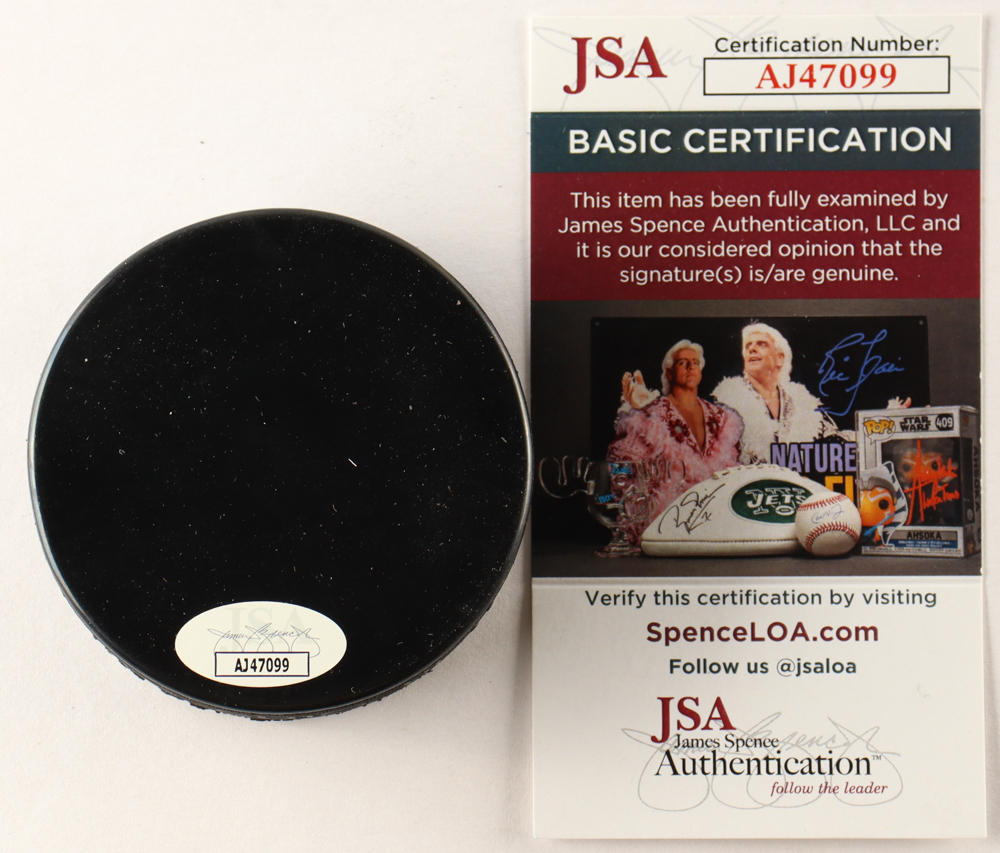 JSA
Certification Number:
AJ47099
BASIC CERTIFICATION
This item has been fully examined by
James Spence Authentication, LLC and
it is our considered opinion that the
signature(s) is/are genuine.
NATURE
POP!
STAR
WARS
409
JETS
AHSOKA
Verify this certification by visiting
SpenceLOA.com
Follow us @jsaloa
JSA
James Spence
Authentication™
follow the leader
JSA
AJ47099